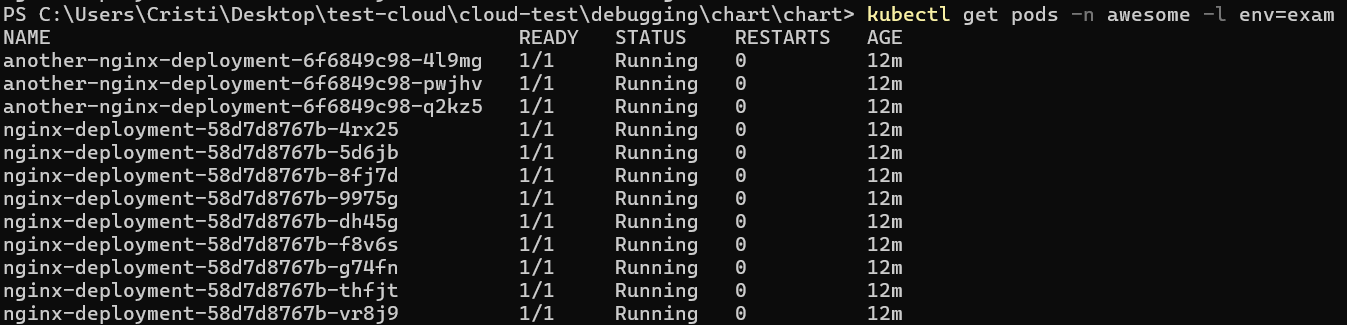 PS C:\Users\Cristi\Desktop\test-cloud\cloud-test\debugging\chart\chart> kubectl get pods -n awesome -l env=exam
NAME READY STATUS RESTARTS AGE
another-nginx-deployment-6f6849c98-4l9mg 1/1 Running 0 12m
another-nginx-deployment-6f6849c98-pwjhv 1/1 Running 0 12m
another-nginx-deployment-6f6849c98-q2kz5 1/1 Running 0 12m
nginx-deployment-58d7d8767b-4rx25 1/1 Running 0 12m
nginx-deployment-58d7d8767b-5d6jb 1/1 Running 0 12m
nginx-deployment-58d7d8767b-8fj7d 1/1 Running 0 12m
nginx-deployment-58d7d8767b-9975g 1/1 Running 0 12m
nginx-deployment-58d7d8767b-dh45g 1/1 Running 0 12m
nginx-deployment-58d7d8767b-f8v6s 1/1 Running 0 12m
nginx-deployment-58d7d8767b-g74fn 1/1 Running 0 12m
nginx-deployment-58d7d8767b-thfjt 1/1 Running 0 12m
nginx-deployment-58d7d8767b-vr8j9 1/1 Running 0 12m